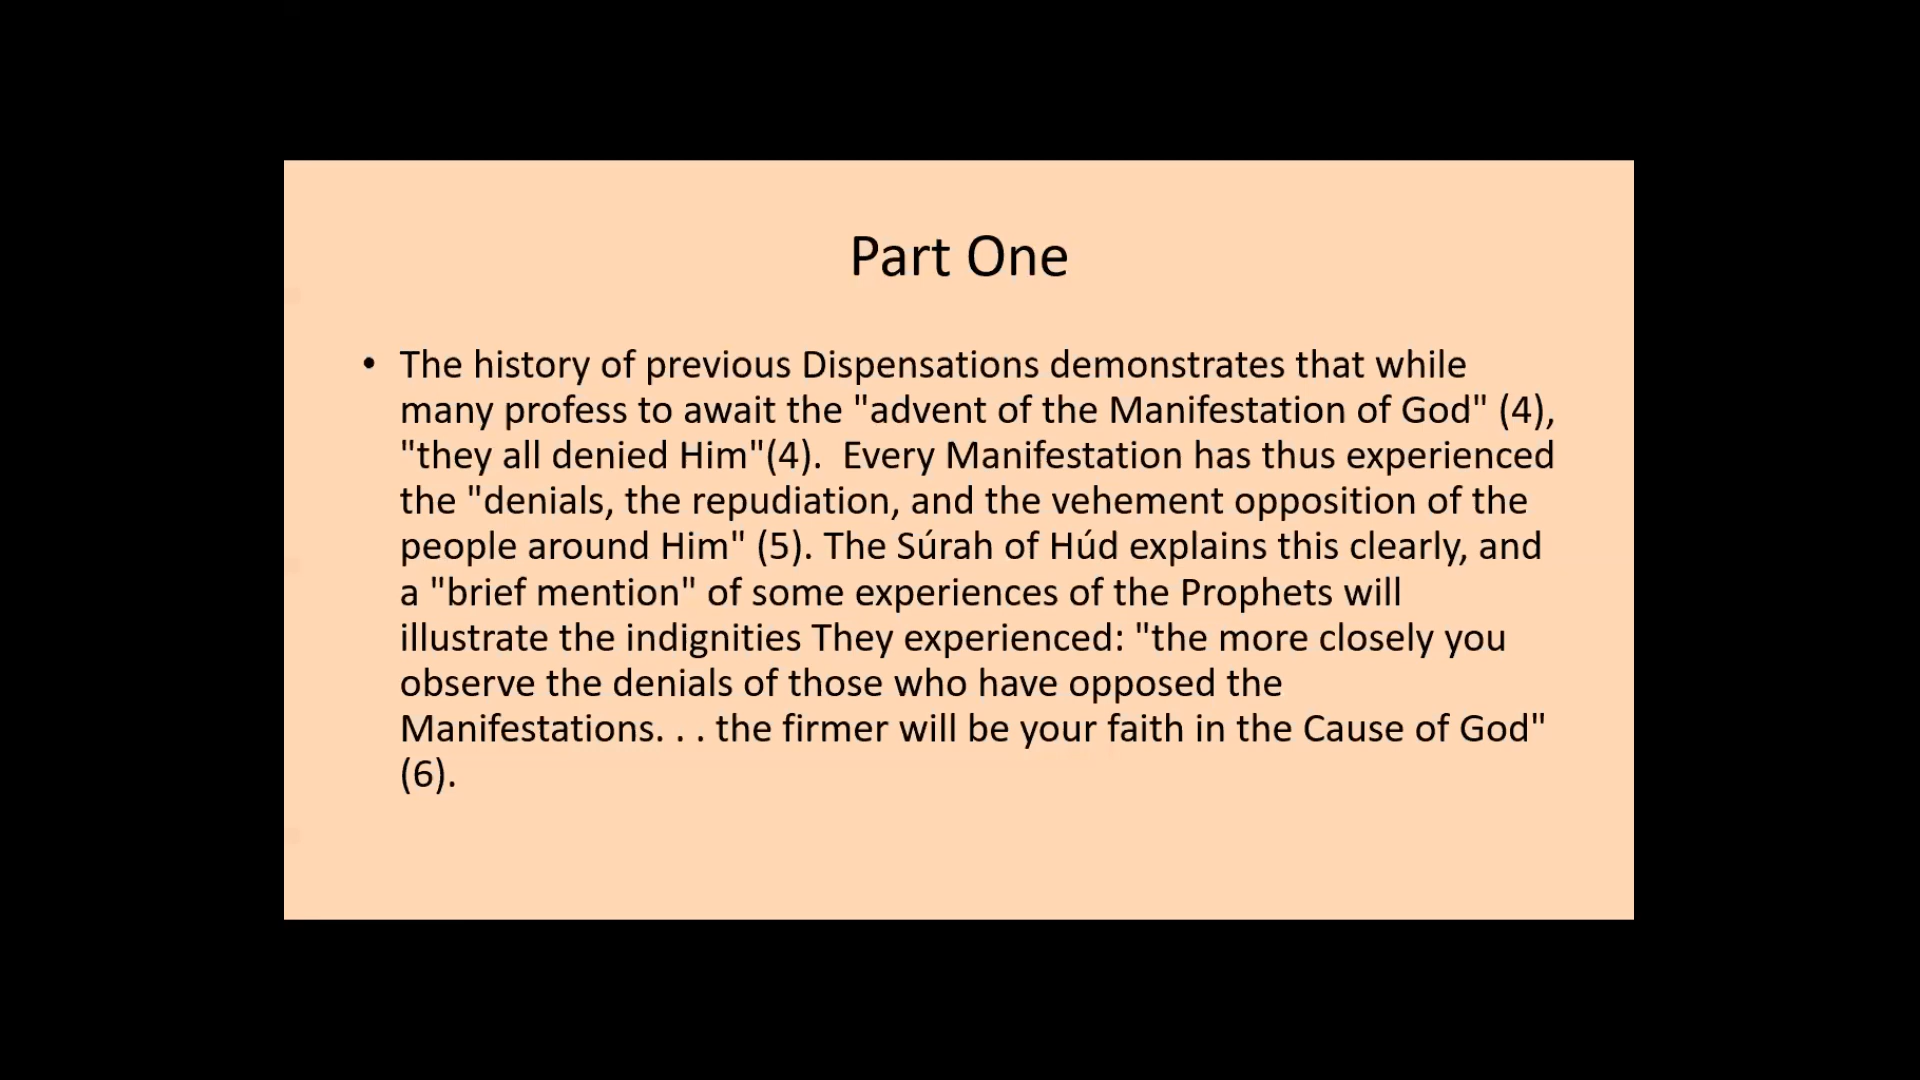 Part One
• The history of previous Dispensations demonstrates that while
many profess to await the "advent of the Manifestation of God" (4),
"they all denied Him"(4).  Every Manifestation has thus experienced
the "denials, the repudiation, and the vehement opposition of the
people around Him" (5). The Súrah of Húd explains this clearly, and
a "brief mention" of some experiences of the Prophets will
illustrate the indignities They experienced: "the more closely you
observe the denials of those who have opposed the
Manifestations. . . the firmer will be your faith in the Cause of God"
(6).